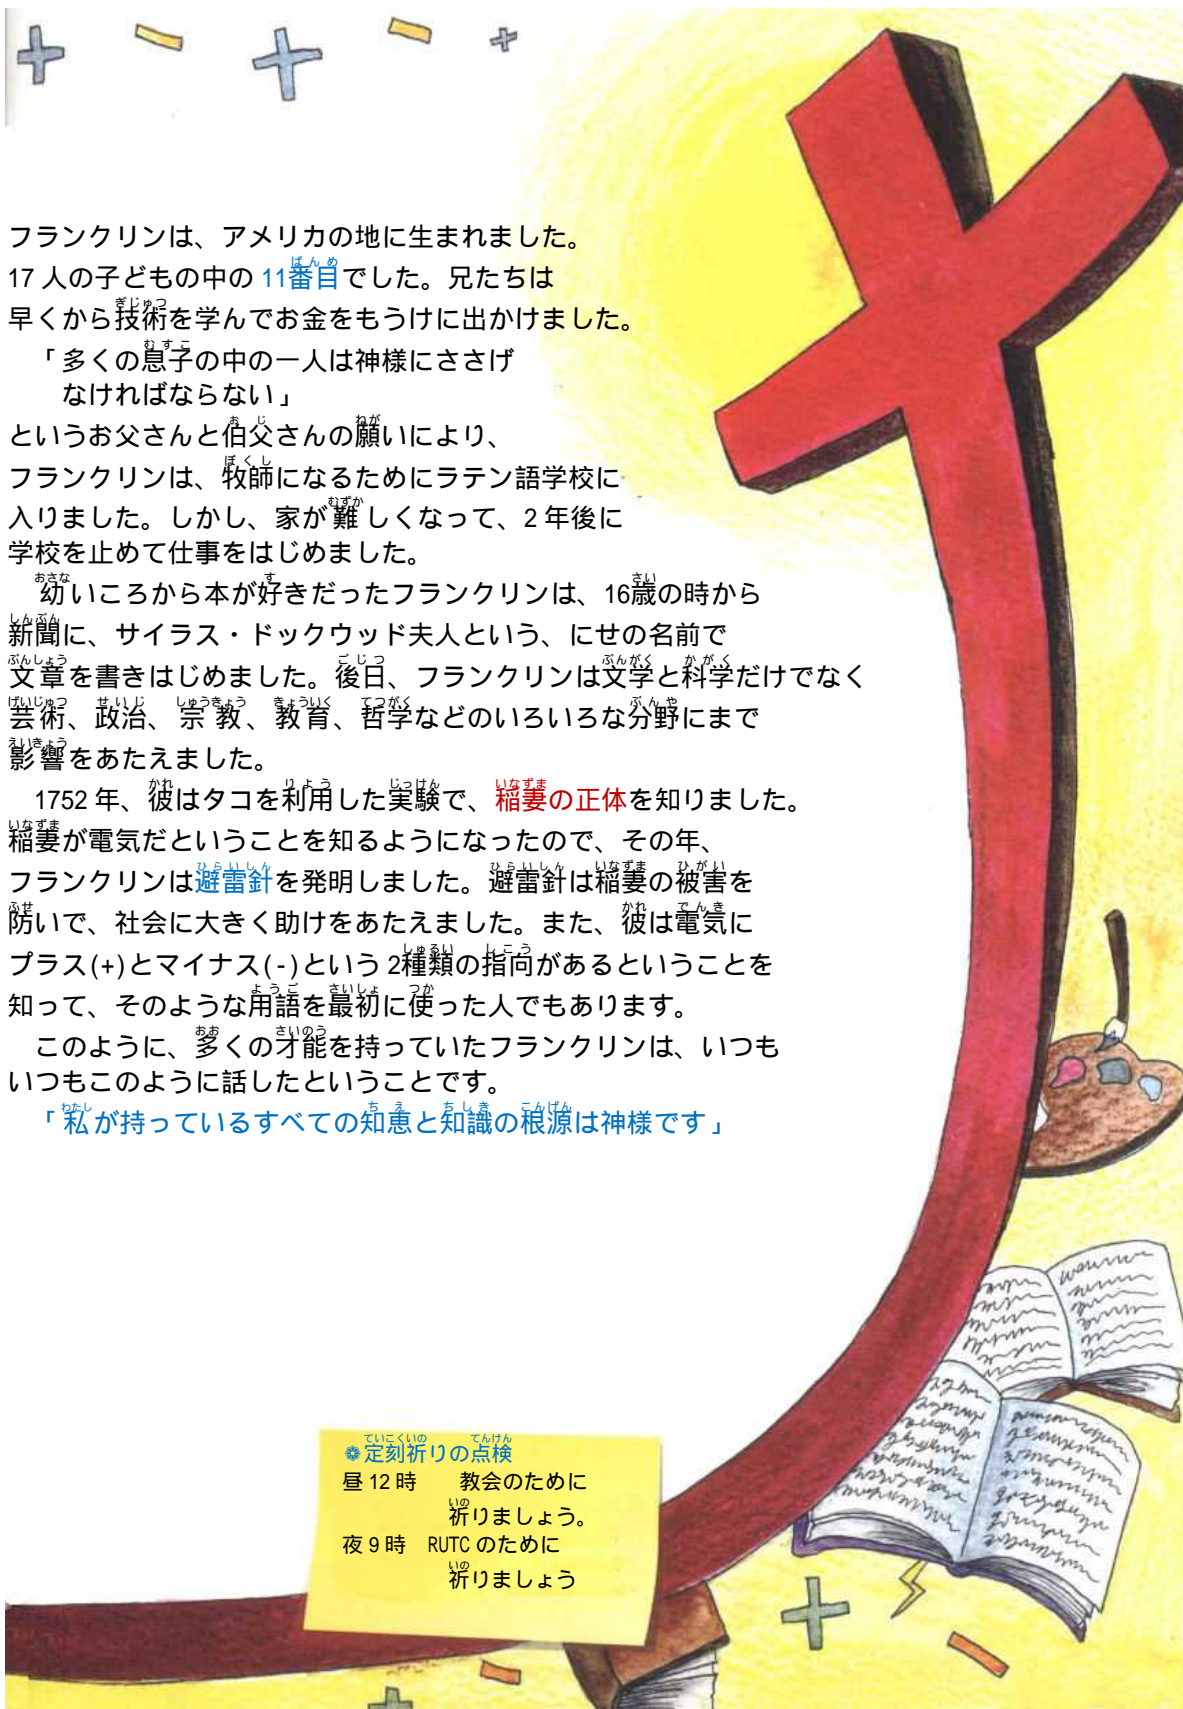 フランクリンは、アメリカの地に生まれました。
17人の子どもの中の11番目でした。兄たちは
早くから技術を学んでお金をもうけに出かけました。
「多くの息子の中の一人は神様にささげ
なければならない」
というお父さんと伯父さんの願いにより、
フランクリンは、牧師になるためにラテン語学校に
入りました。しかし、家が難しくなって、2年後に
学校を止めて仕事をはじめました。
幼いころから本が好きだったフランクリンは、16歳の時から
新聞に、サイラス・ドックウッド夫人という、にせの名前で
文章を書きはじめました。後日、フランクリンは文学と科学だけでなく
芸術、政治、宗教、教育、哲学などのいろいろな分野にまで
影響をあたえました。
1752年、彼はタコを利用した実験で、稲妻の正体を知りました。
稲妻が電気だということを知るようになったので、その年、
フランクリンは避雷針を発明しました。避雷針は稲妻の被害を
防いで、社会に大きく助けをあたえました。また、彼は電気に
プラス(+)とマイナス(-)という2種類の指向があるということを
知って、そのような用語を最初に使った人でもあります。
このように、多くの才能を持っていたフランクリンは、いつも
いつもこのように話したということです。
「私が持っているすべての知恵と知識の根源は神様です」
❁定刻祈りの点検
昼12時 教会のために
祈りましょう。
夜9時 RUTCのために
祈りましょう